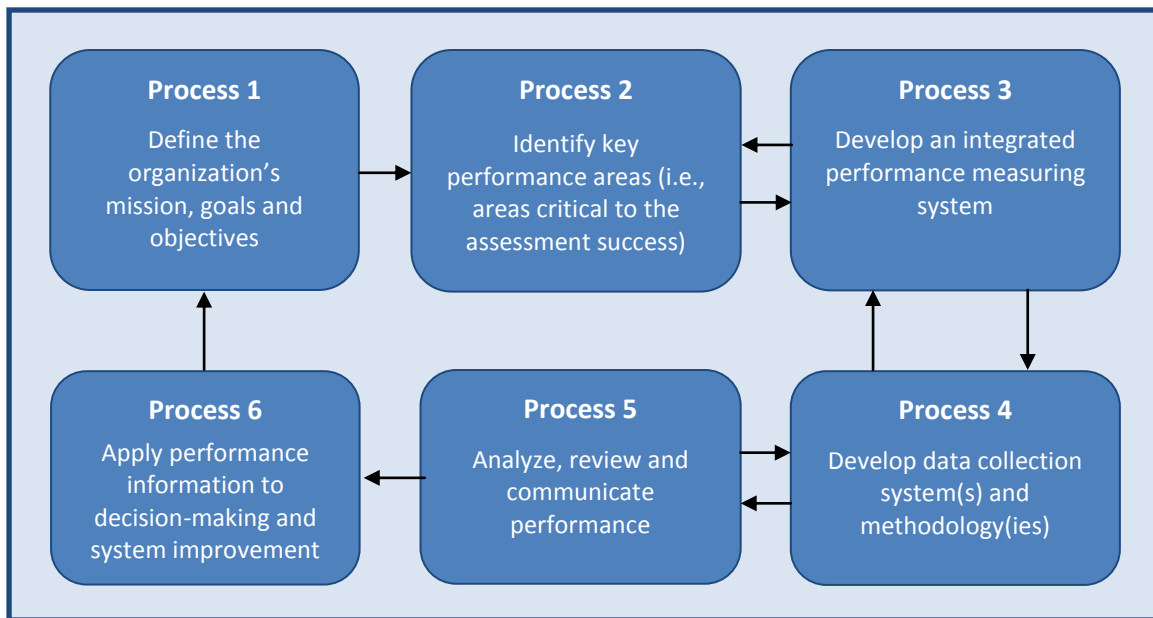 Process 1
Define the
organization’s
mission, goals and
objectives
Process 2
Identify key
performance areas (i.e.,
areas critical to the
assessment success)
Process 3
Develop an integrated
performance measuring
system
Process 6
Apply performance
information to
decision-making and
system improvement
Process 5
Analyze, review and
communicate
performance
Process 4
Develop data collection
system(s) and
methodology(ies)